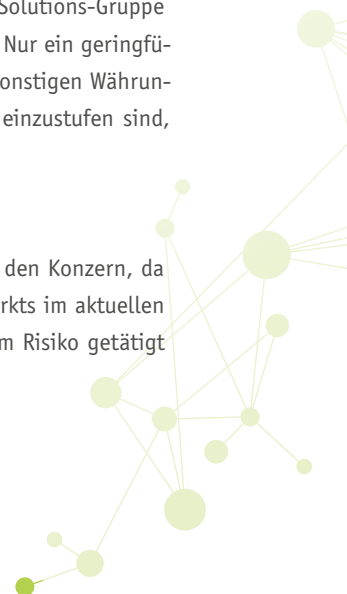 Solutions-Gruppe
Nur ein geringfü-
onstigen Währun-
einzustufen sind,
den Konzern, da
rkts im aktuellen
m Risiko getätigt